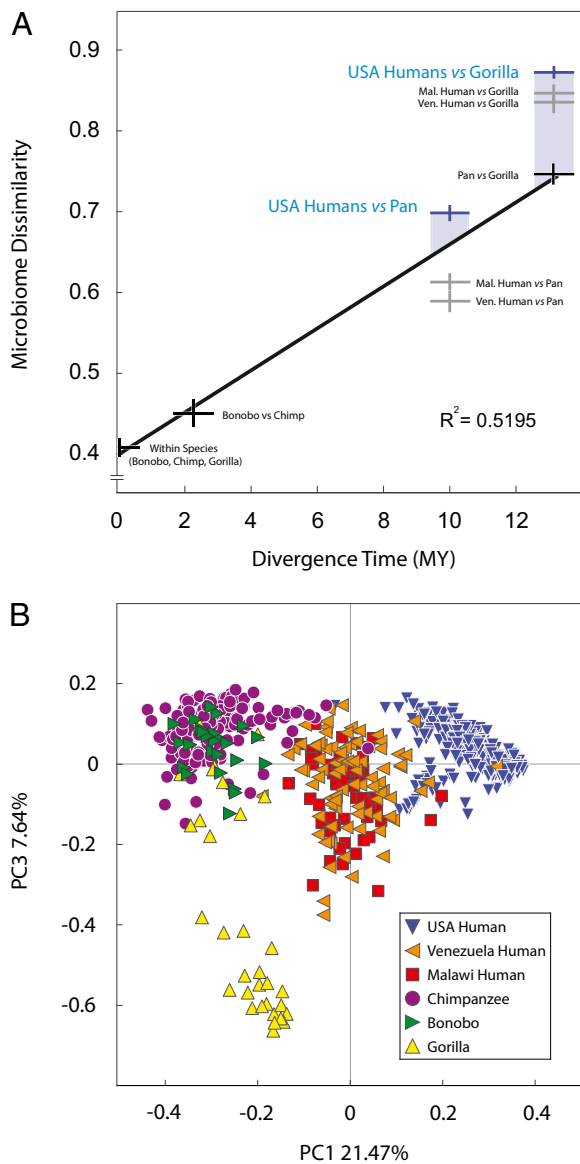 A
Microbiome Dissimilarity
0.9
0.8
0.7
0.6
0.5
0.4
USA Humans vs Gorilla
Mal. Human vs Gorilla
Ven. Human vs Gorilla
Pan vs Gorilla
USA Humans vs Pan
Mal. Human vs Pan
Ven. Human vs Pan
Bonobo vs Chimp
R²= 0.5195
Within Species
(Bonobo, Chimp, Gorilla)
0 2 4 6 8 10 12
Divergence Time (MY)
B
PC3 7.64%
0.2
0
-0.2
-0.4
-0.6
USA Human
Venezuela Human
Malawi Human
Chimpanzee
Bonobo
Gorilla
-0.4 -0.2 0 0.2 0.4
PC1 21.47%